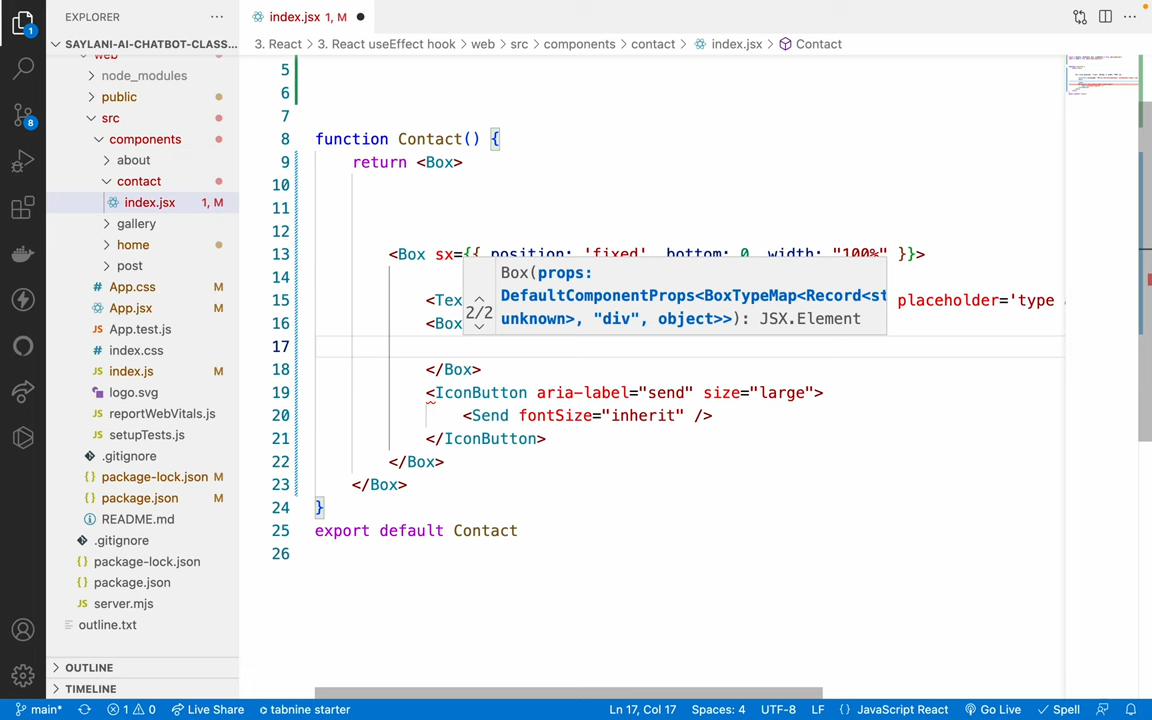 EXPLORER
SAYLANI-AI-CHATBOT-CLASS...
web
node_modules
public
src
components
about
contact
index.jsx 1, M
gallery
home
post
# App.css M
App.jsx M
JS App.test.js
# index.css
JS index.js M
logo.svg
JS reportWebVitals.js
JS setupTests.js
.gitignore
{} package-lock.json M
{} package.json M
README.md
.gitignore
{} package-lock.json
{} package.json
JS server.mjs
outline.txt
OUTLINE
TIMELINE
1
8
index.jsx 1, M
3. React > 3. React useEffect hook > web > src > components > contact > index.jsx > Contact
5
6
7
8 function Contact() {
9 return <Box>
10
11
12
13 <Box sx={{ position: 'fixed', bottom: 0, width: "100%" }}>
14
15 <Tex placeholder='type
16 <Box
17
18 </Box>
19 <IconButton aria-label="send" size="large">
20 <Send fontSize="inherit" />
21 </IconButton>
22 </Box>
23 </Box>
24 }
25 export default Contact
26
2/2
Box(props:
DefaultComponentProps<BoxTypeMap<Record<st
unknown>, "div", object>>): JSX.Element
main* 1 0 Live Share tabnine starter Ln 17, Col 17 Spaces: 4 UTF-8 LF {} JavaScript React Go Live Spell